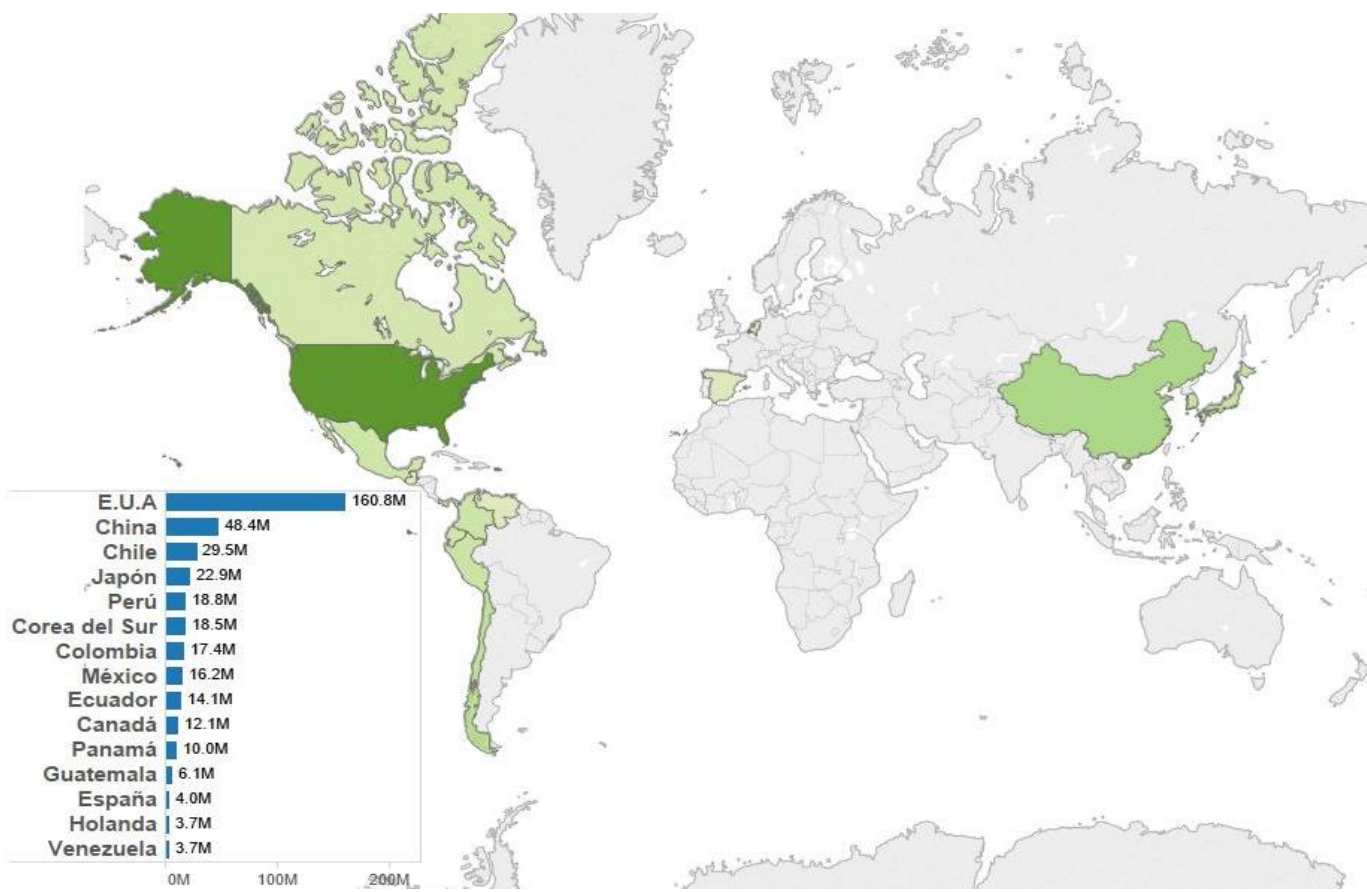 E.U.A 160.8M
China 48.4M
Chile 29.5M
Japón 22.9M
Perú 18.8M
Corea del Sur 18.5M
Colombia 17.4M
México 16.2M
Ecuador 14.1M
Canadá 12.1M
Panamá 10.0M
Guatemala 6.1M
España 4.0M
Holanda 3.7M
Venezuela 3.7M
0M 100M 200M